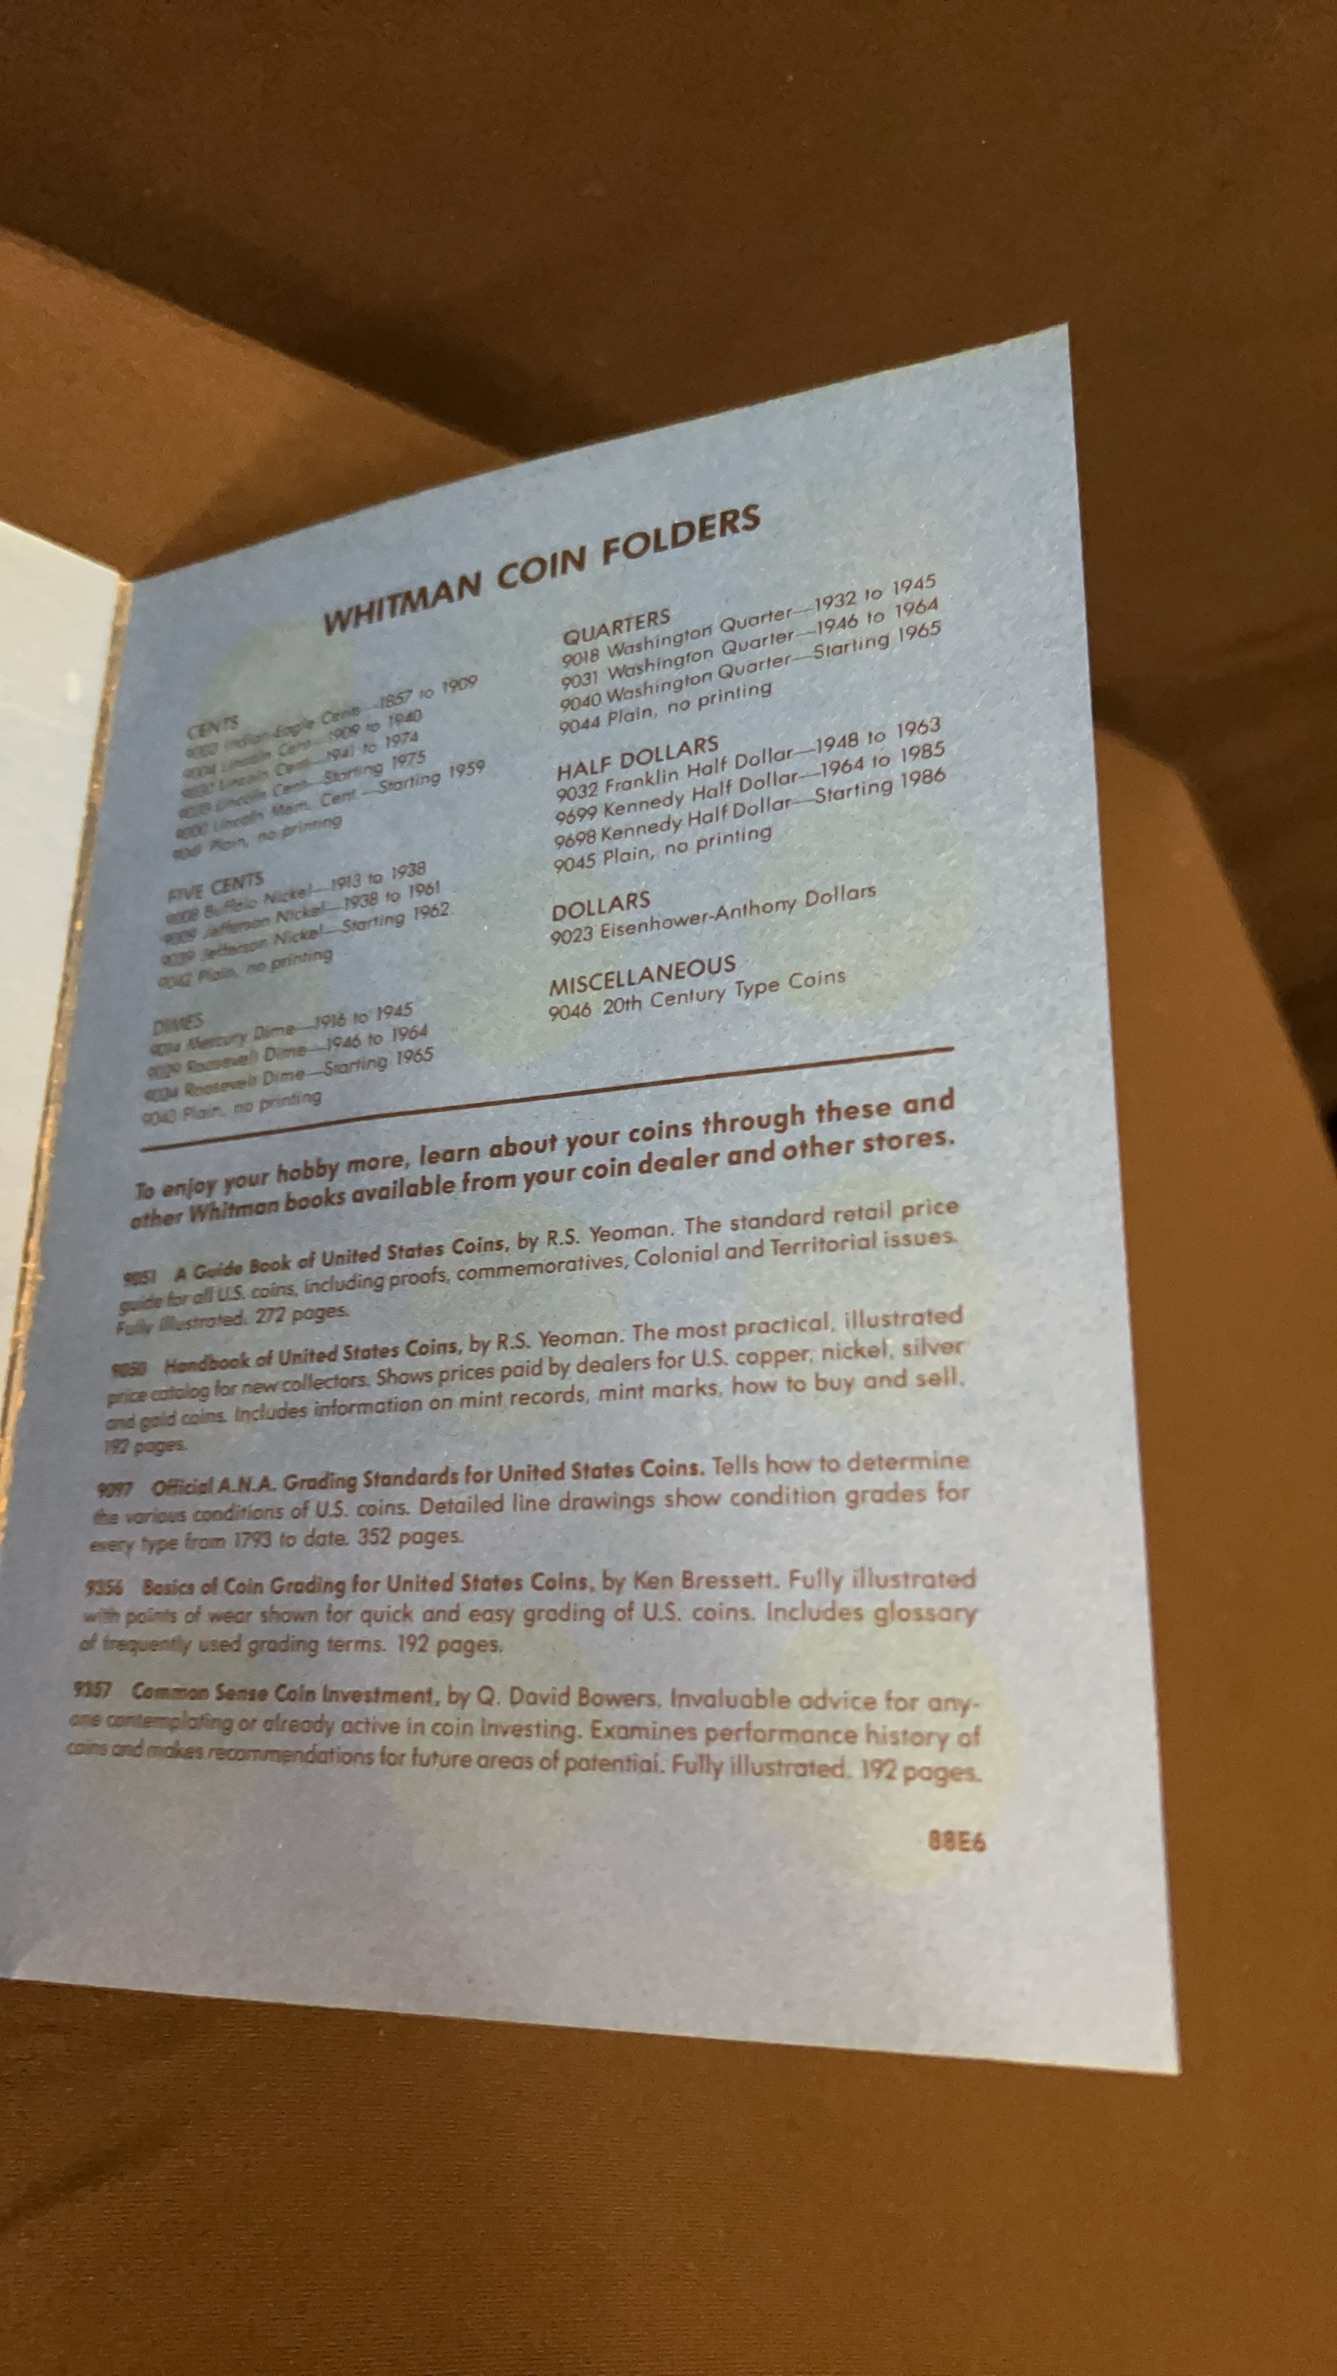 WHITMAN COIN FOLDERS
CENTS
9003 Indian-Eagle Cents—1857 to 1909
9004 Lincoln Cent—1909 to 1940
9030 Lincoln Cent—1941 to 1974
9039 Lincoln Cent—Starting 1975
9000 Lincoln Mem. Cent—Starting 1959
9041 Plain, no printing
FIVE CENTS
9008 Buffalo Nickel—1913 to 1938
9009 Jefferson Nickel—1938 to 1961
9039 Jefferson Nickel—Starting 1962
9042 Plain, no printing
DIMES
9014 Mercury Dime—1916 to 1945
9029 Roosevelt Dime—1946 to 1964
9034 Roosevelt Dime—Starting 1965
9043 Plain, no printing
QUARTERS
9018 Washington Quarter—1932 to 1945
9031 Washington Quarter—1946 to 1964
9040 Washington Quarter—Starting 1965
9044 Plain, no printing
HALF DOLLARS
9032 Franklin Half Dollar—1948 to 1963
9699 Kennedy Half Dollar—1964 to 1985
9698 Kennedy Half Dollar—Starting 1986
9045 Plain, no printing
DOLLARS
9023 Eisenhower-Anthony Dollars
MISCELLANEOUS
9046 20th Century Type Coins
To enjoy your hobby more, learn about your coins through these and
other Whitman books available from your coin dealer and other stores.
9051 A Guide Book of United States Coins, by R.S. Yeoman. The standard retail price
guide for all U.S. coins, including proofs, commemoratives, Colonial and Territorial issues.
Fully illustrated. 272 pages.
9050 Handbook of United States Coins, by R.S. Yeoman. The most practical, illustrated
price catalog for new collectors. Shows prices paid by dealers for U.S. copper, nickel, silver
and gold coins. Includes information on mint records, mint marks, how to buy and sell.
192 pages.
9097 Official A.N.A. Grading Standards for United States Coins. Tells how to determine
the various conditions of U.S. coins. Detailed line drawings show condition grades for
every type from 1793 to date. 352 pages.
9356 Basics of Coin Grading for United States Coins, by Ken Bressett. Fully illustrated
with points of wear shown for quick and easy grading of U.S. coins. Includes glossary
of frequently used grading terms. 192 pages.
9357 Common Sense Coin Investment, by Q. David Bowers. Invaluable advice for any-
one contemplating or already active in coin investing. Examines performance history of
coins and makes recommendations for future areas of potential. Fully illustrated. 192 pages.
88E6